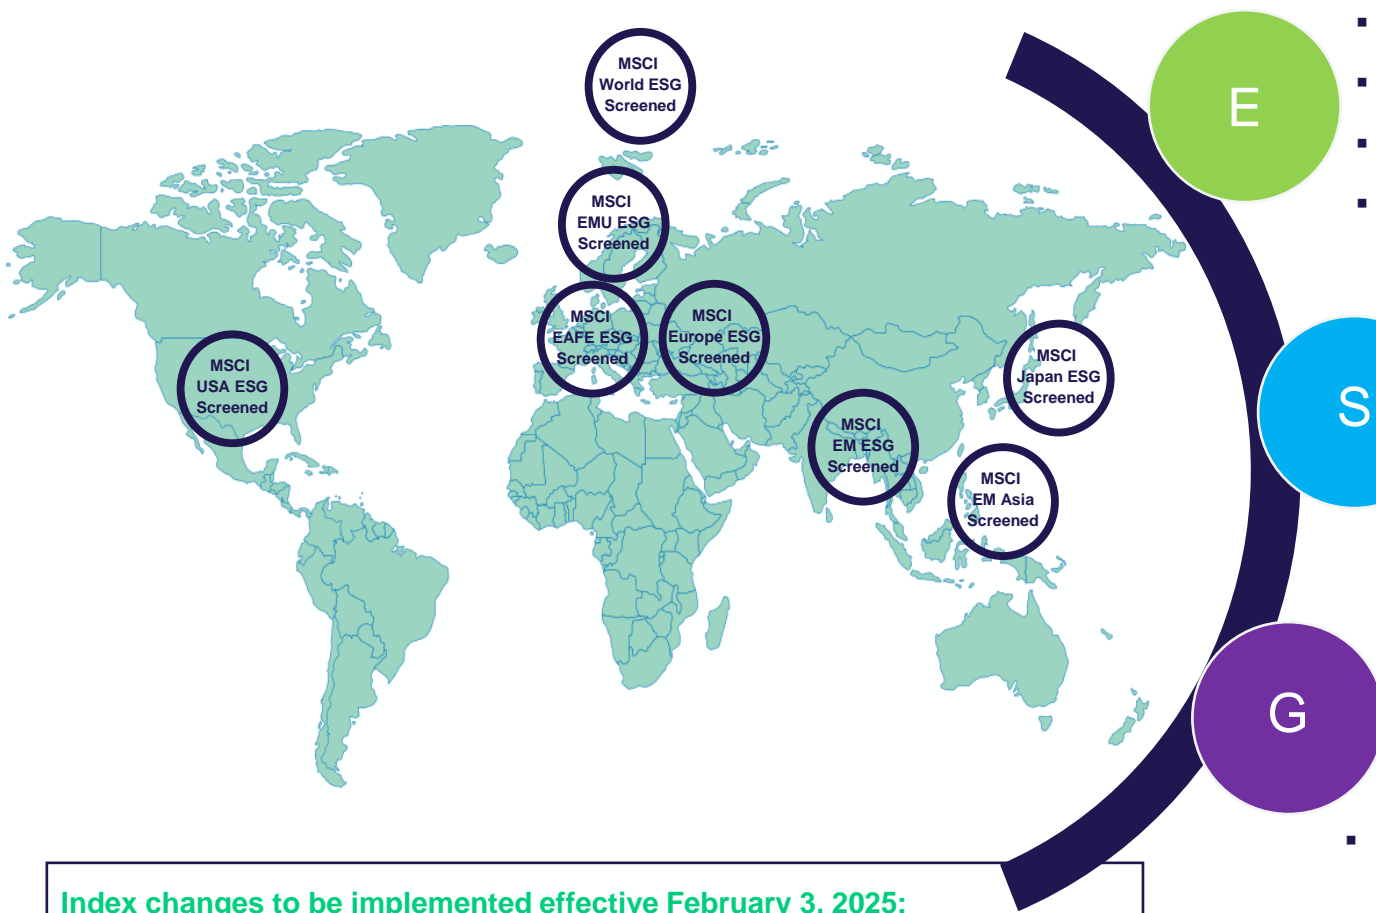 MSCI
World ESG
Screened
MSCI
EMU ESG
Screened
MSCI
EAFE ESG
Screened
MSCI
Europe ESG
Screened
MSCI
USA ESG
Screened
MSCI
Japan ESG
Screened
MSCI
EM ESG
Screened
MSCI
EM Asia
Screened
E
S
G
Index changes to be implemented effective February 3, 2025: